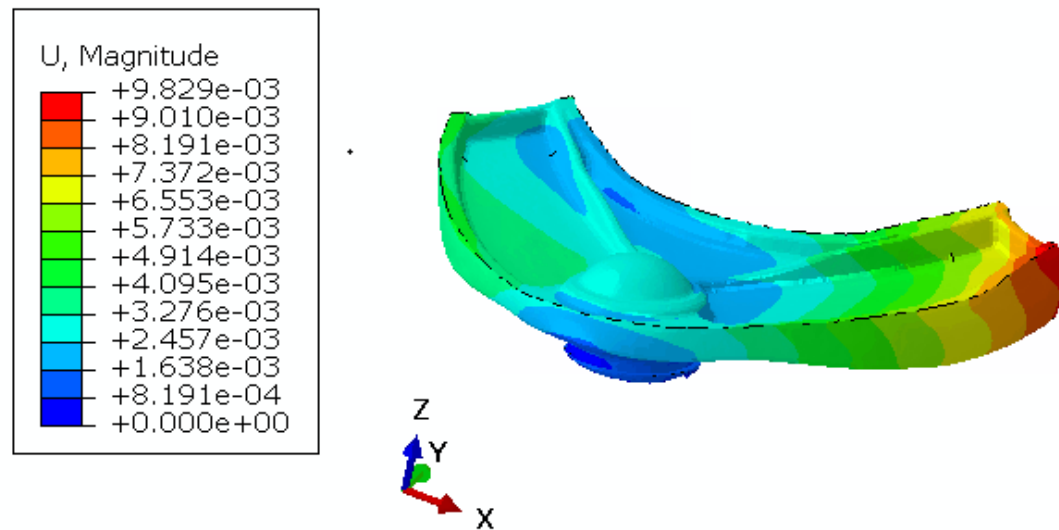 U, Magnitude
+9.829e-03
+9.010e-03
+8.191e-03
+7.372e-03
+6.553e-03
+5.733e-03
+4.914e-03
+4.095e-03
+3.276e-03
+2.457e-03
+1.638e-03
+8.191e-04
+0.000e+00
Z
Y
X